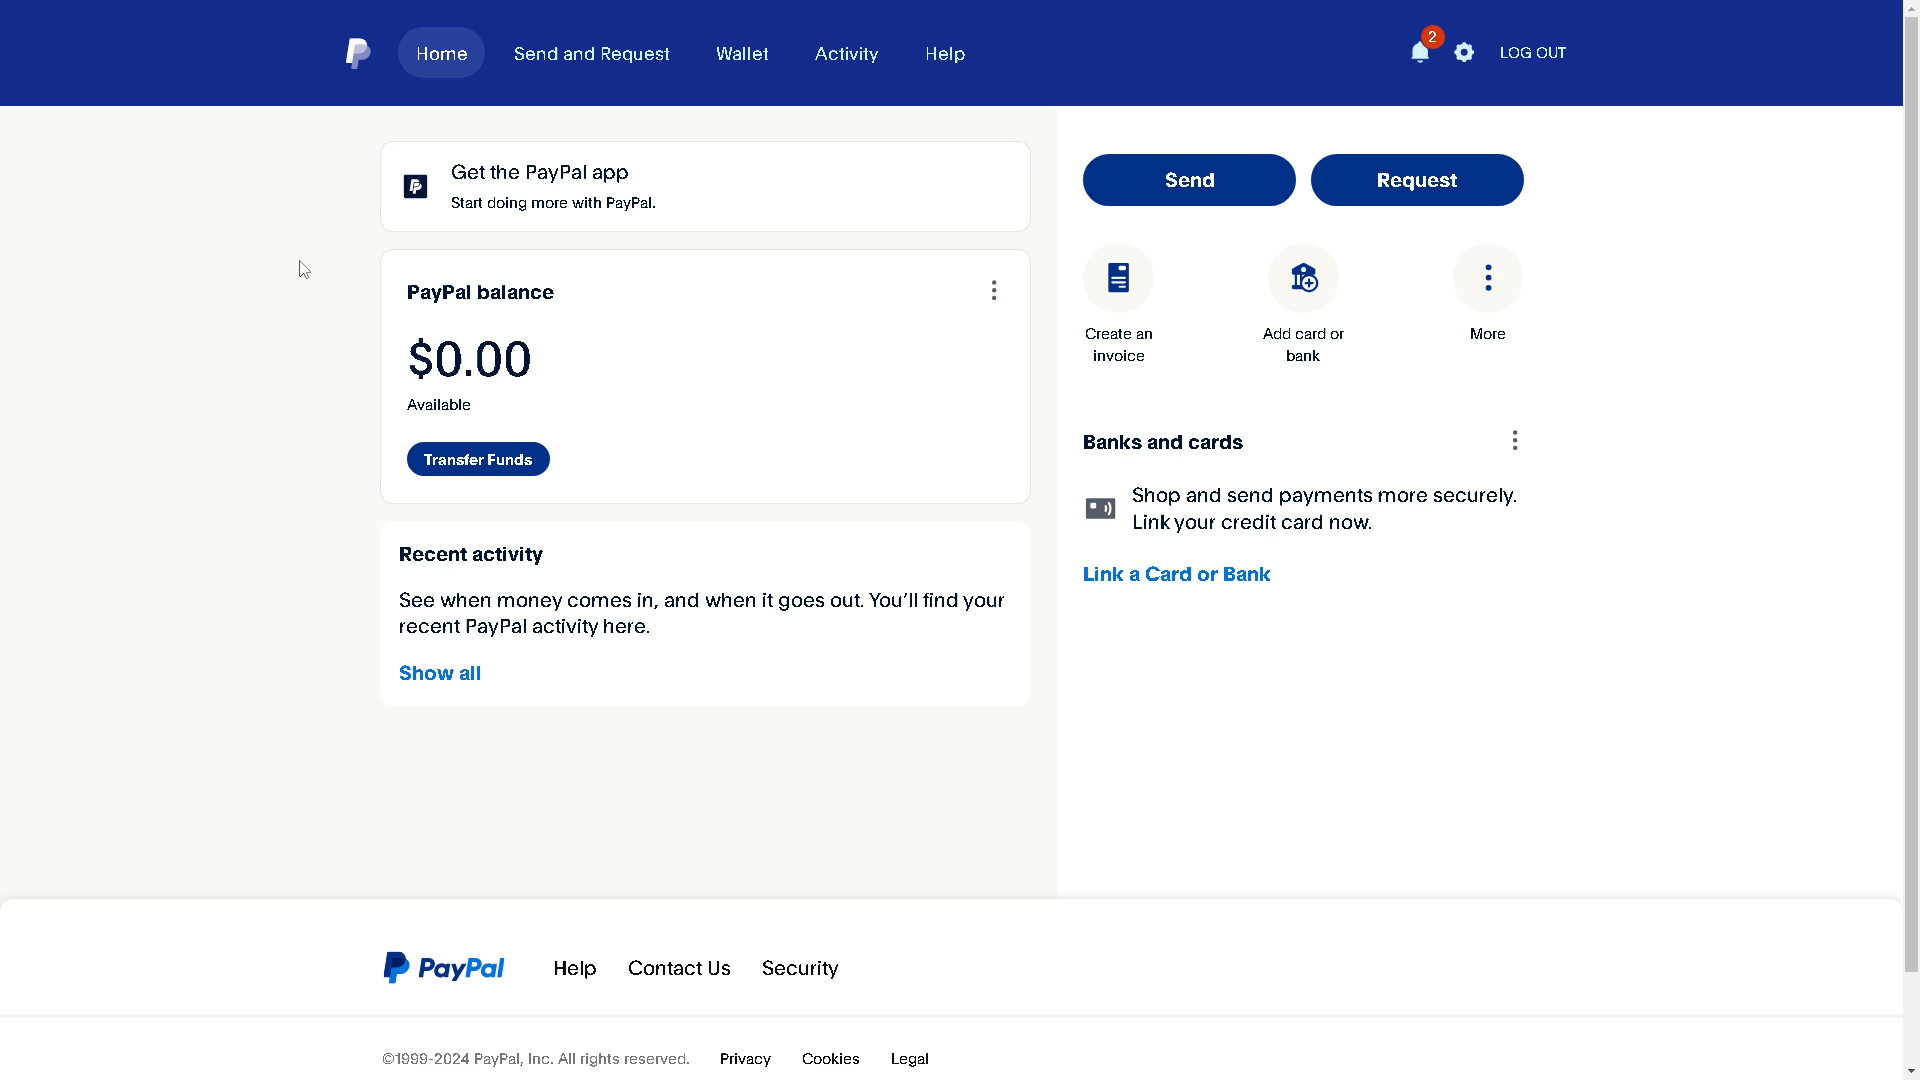 Home
Send and Request
Wallet
Activity
Help
2
LOG OUT
Get the PayPal app
Start doing more with PayPal.
PayPal balance
$0.00
Available
Transfer Funds
Recent activity
See when money comes in, and when it goes out. You'll find your
recent PayPal activity here.
Show all
Send
Request
Create an
invoice
Add card or
bank
More
Banks and cards
Shop and send payments more securely.
Link your credit card now.
Link a Card or Bank
PayPal
Help
Contact Us
Security
©1999-2024 PayPal, Inc. All rights reserved.
Privacy
Cookies
Legal